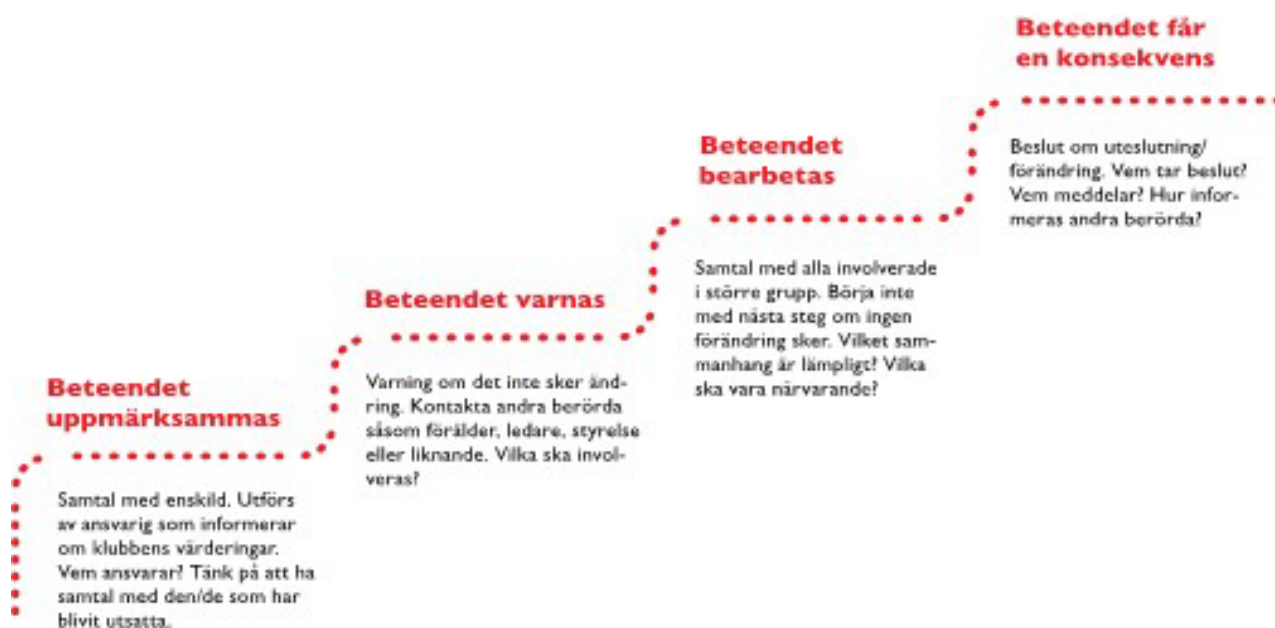 Beteendet
uppmärksammas
Samtal med enskild. Utförs
av ansvarig som informerar
om klubbens värderingar.
Vem ansvarar? Tänk på att ha
samtal med den/de som har
blivit utsatta.
Beteendet varnas
Varning om det inte sker änd-
ring. Kontakta andra berörda
såsom förälder, ledare, styrelse
eller liknande. Vilka ska invol-
veras?
Beteendet
bearbetas
Samtal med alla involverade
i större grupp. Börja inte
med nästa steg om ingen
förändring sker. Vilket sam-
manhang är lämpligt? Vilka
ska vara närvarande?
Beteendet får
en konsekvens
Beslut om uteslutning/
förändring. Vem tar beslut?
Vem meddelar? Hur infor-
meras andra berörda?